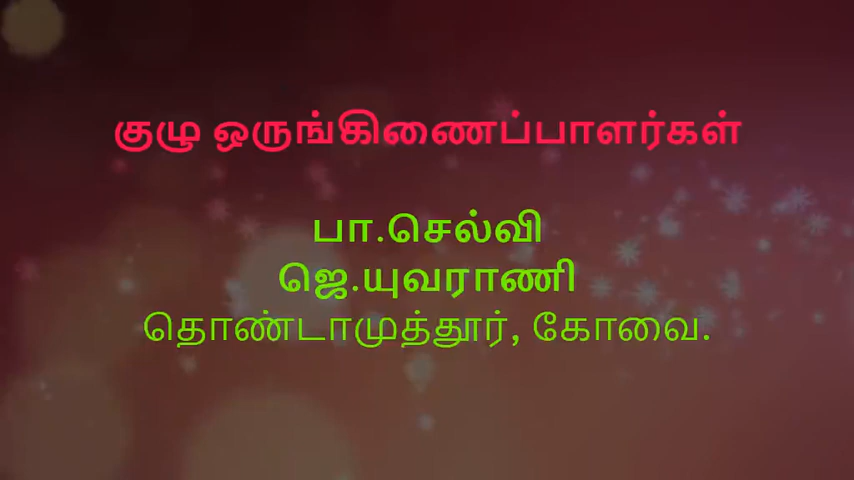 குழு ஒருங்கிணைப்பாளர்கள்
பா.செல்வி
ஜெ.யுவராணி
தொண்டாமுத்தூர், கோவை.